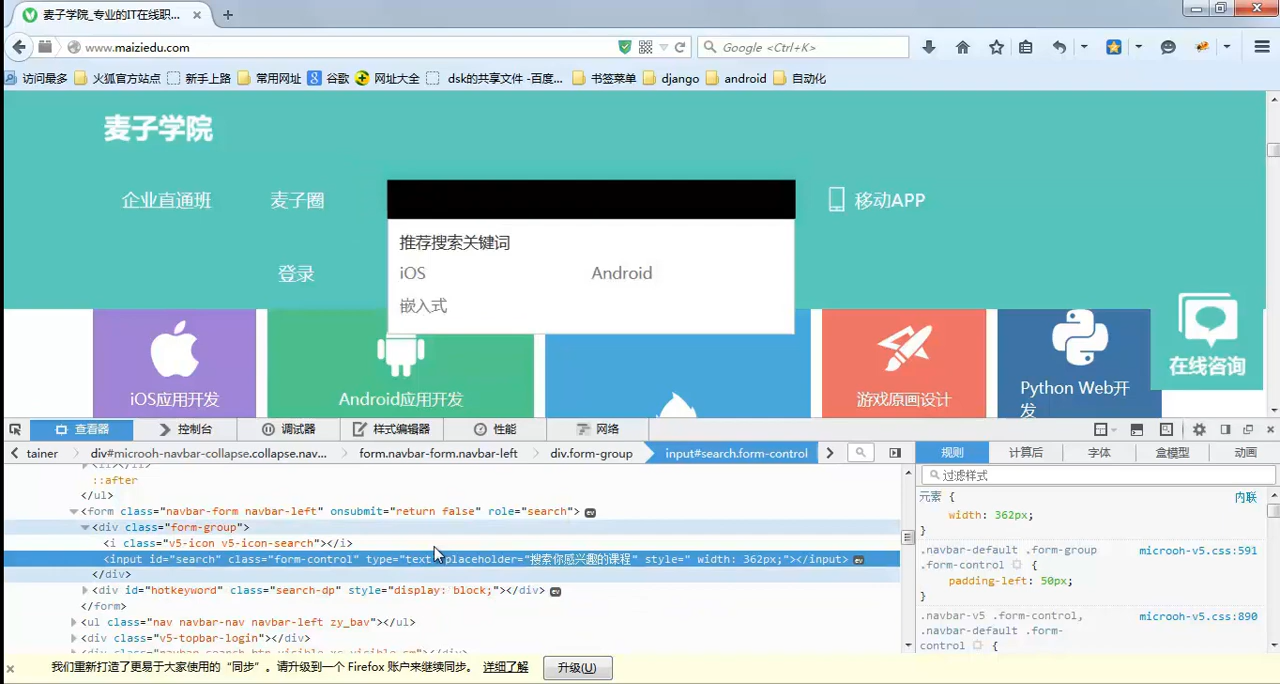 麦子学院_专业的IT在线职...
www.maiziedu.com
Google <Ctrl+K>
访问最多 火狐官方站点 新手上路 常用网址 谷歌 网址大全 dsk的共享文件 -百度... 书签菜单 django android 自动化
麦子学院
企业直通班 麦子圈 移动APP
推荐搜索关键词
iOS Android
登录
嵌入式
在线咨询
iOS应用开发 Android应用开发 游戏原画设计 Python Web开发
查看器 控制台 调试器 样式编辑器 性能 网络
tainer div#microoh-navbar-collapse.collapse.nav... form.navbar-form.navbar-left div.form-group input#search.form-control 规则 计算后 字体 盒模型 动画
::after
</ul>
<form class="navbar-form navbar-left" onsubmit="return false" role="search"> ev
<div class="form-group">
<i class="v5-icon v5-icon-search"></i>
<input id="search" class="form-control" type="text" placeholder="搜索你感兴趣的课程" style=" width: 362px;"></input> ev
</div>
<div id="hotkeyword" class="search-dp" style="display: block;"></div> ev
</form>
<ul class="nav navbar-nav navbar-left zy_bav"></ul>
<div class="v5-topbar-login"></div>
过滤样式
元素 { 内联
width: 362px;
}
.navbar-default .form-group microoh-v5.css:591
.form-control {
padding-left: 50px;
}
.navbar-v5 .form-control, microoh-v5.css:890
.navbar-default .form-
control {
我们重新打造了更易于大家使用的“同步”。请升级到一个 Firefox 账户来继续同步。 详细了解 升级(U)